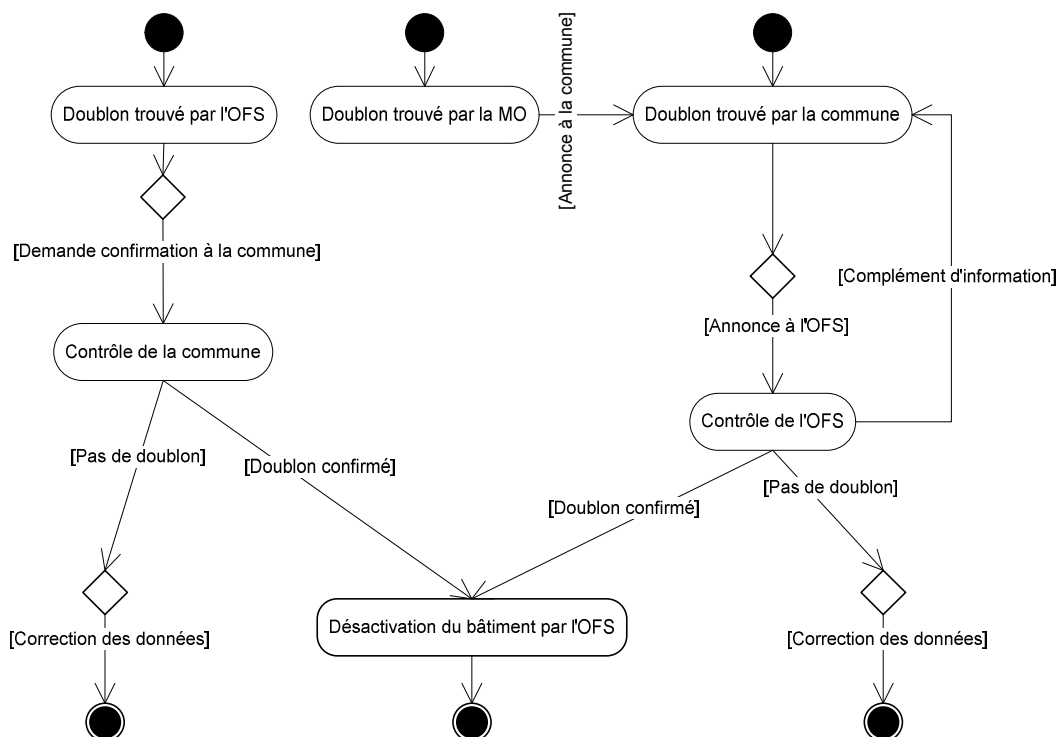 Doublon trouvé par l'OFS
Doublon trouvé par la MO
[Annonce à la commune]
Doublon trouvé par la commune
[Demande confirmation à la commune]
[Complément d'information]
[Annonce à l'OFS]
Contrôle de la commune
Contrôle de l'OFS
[Pas de doublon]
[Doublon confirmé]
[Doublon confirmé]
[Pas de doublon]
[Correction des données]
Désactivation du bâtiment par l'OFS
[Correction des données]